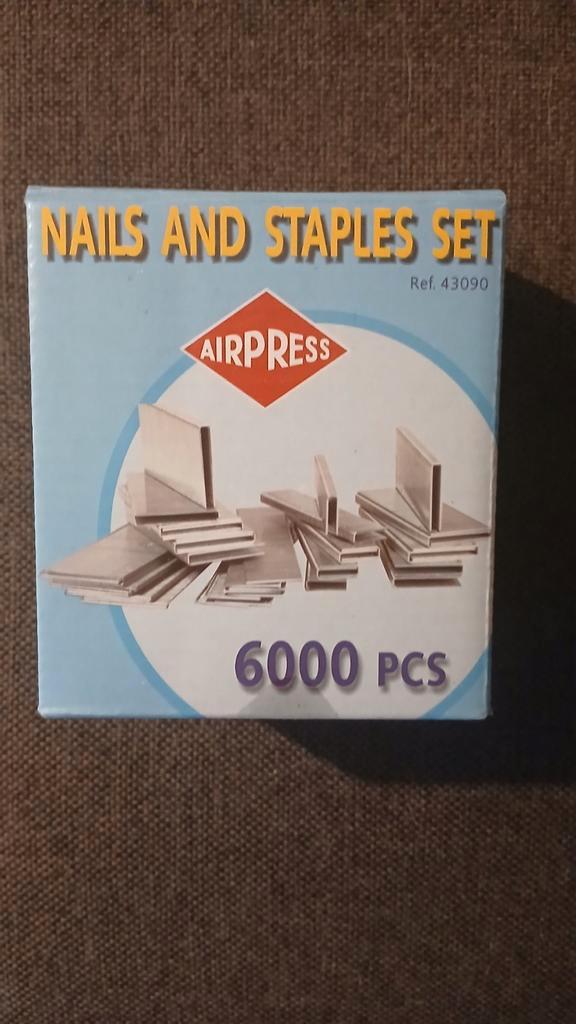 NAILS AND STAPLES SET
Ref. 43090
AIRPRESS
6000 PCS